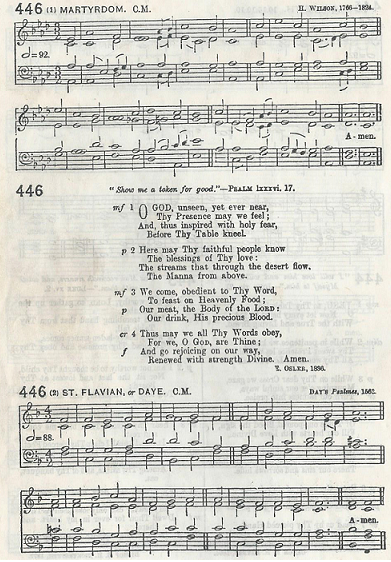 446 (1) MARTYRDOM. C.M. H. WILSON, 1766–1824.
=92.
A-men.
446 "Show me a token for good."—PSALM lxxxvi. 17.
mf 1 O GOD, unseen, yet ever near,
Thy Presence may we feel;
And, thus inspired with holy fear,
Before Thy Table kneel.
p 2 Here may Thy faithful people know
The blessings of Thy love:
The streams that through the desert flow,
The Manna from above.
mf 3 We come, obedient to Thy Word,
To feast on Heavenly Food;
p Our meat, the Body of the LORD:
Our drink, His precious Blood.
cr 4 Thus may we all Thy Words obey,
For we, O GOD, are Thine;
f And go rejoicing on our way,
Renewed with strength Divine. Amen.
E. OSLER, 1836.
446 (2) ST. FLAVIAN, or DAYE. C.M. DAY'S Psalmes, 1562.
=88.
A-men.